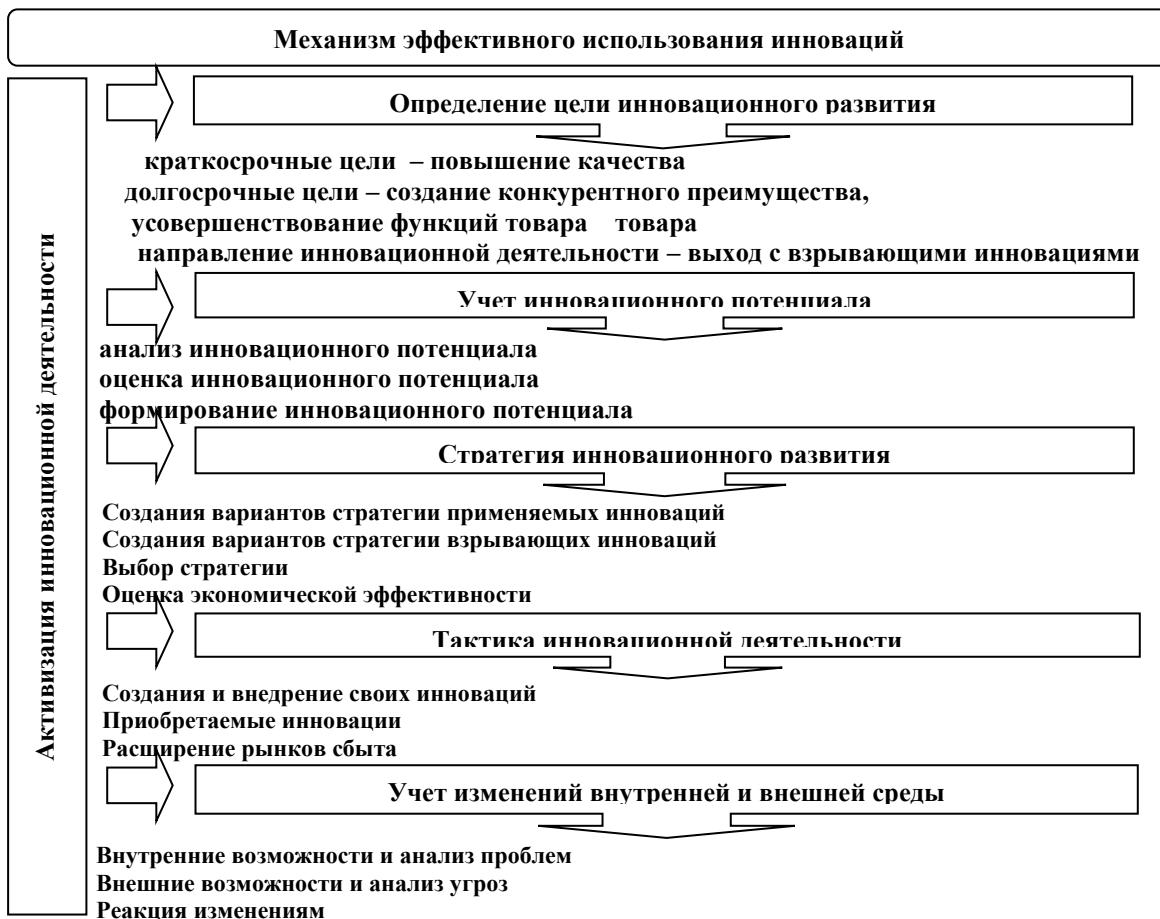 Механизм эффективного использования инноваций
Активизация инновационной деятельности
Определение цели инновационного развития
краткосрочные цели – повышение качества
долгосрочные цели – создание конкурентного преимущества,
усовершенствование функций товара товара
направление инновационной деятельности – выход с взрывающими инновациями
Учет инновационного потенциала
анализ инновационного потенциала
оценка инновационного потенциала
формирование инновационного потенциала
Стратегия инновационного развития
Создания вариантов стратегии применяемых инноваций
Создания вариантов стратегии взрывающих инноваций
Выбор стратегии
Оценка экономической эффективности
Тактика инновационной деятельности
Создания и внедрение своих инноваций
Приобретаемые инновации
Расширение рынков сбыта
Учет изменений внутренней и внешней среды
Внутренние возможности и анализ проблем
Внешние возможности и анализ угроз
Реакция изменениям